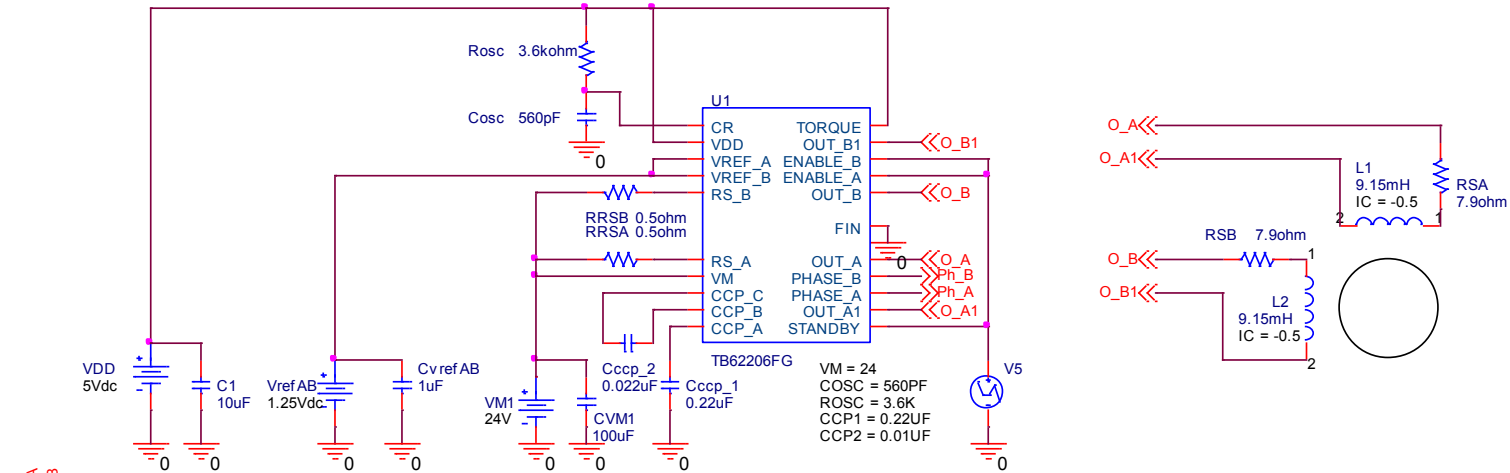 Rosc 3.6kohm
Cosc 560pF
0
U1
CR
VDD
VREF_A
VREF_B
RS_B
RS_A
VM
CCP_C
CCP_B
CCP_A
TORQUE
OUT_B1
ENABLE_B
ENABLE_A
OUT_B
FIN
OUT_A
PHASE_B
PHASE_A
OUT_A1
STANDBY
O_B1
O_B
0
O_A
Ph_B
Ph_A
O_A1
RRSB 0.5ohm
RRSA 0.5ohm
TB62206FG
VM = 24
COSC = 560PF
ROSC = 3.6K
CCP1 = 0.22UF
CCP2 = 0.01UF
VDD
5Vdc
C1
10uF
VrefAB
1.25Vdc
CvrefAB
1uF
VM1
24V
CVM1
100uF
Cccp_2
0.022uF
Cccp_1
0.22uF
V5
0
0
0
0
0
0
0
0
O_A
O_A1
L1
9.15mH
IC = -0.5
2
1
RSA
7.9ohm
RSB 7.9ohm
O_B
O_B1
1
L2
9.15mH
IC = -0.5
2
A
B